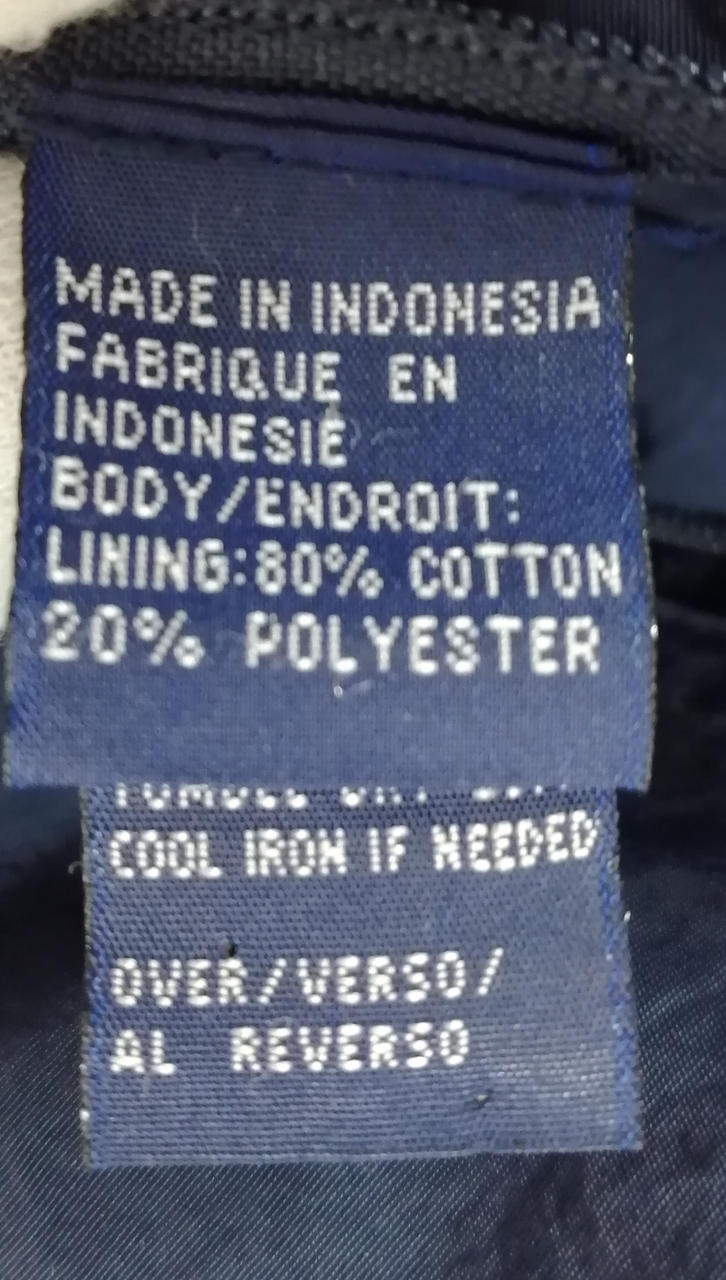 MADE IN INDONESIA
FABRIQUE EN
INDONESIE
BODY/ENDROIT:
LINING:80% COTTON
20% POLYESTER
COOL IRON IF NEEDED
OVER/VERSO/
AL REVERSO